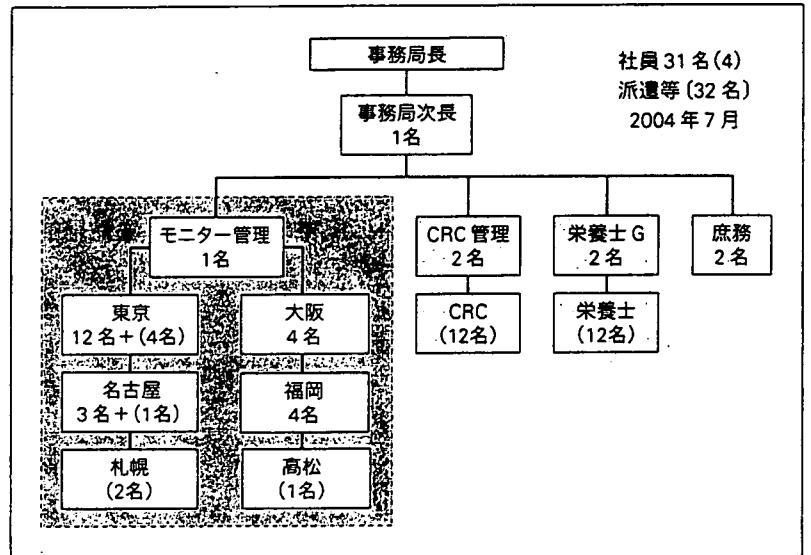 事務局長
社員31名(4)
派遣等〔32名〕
2004年7月
事務局次長
1名
モニター管理
1名
CRC管理
2名
栄養士G
2名
庶務
2名
東京
12名+(4名)
大阪
4名
CRC
(12名)
栄養士
(12名)
名古屋
3名+(1名)
福岡
4名
札幌
(2名)
高松
(1名)